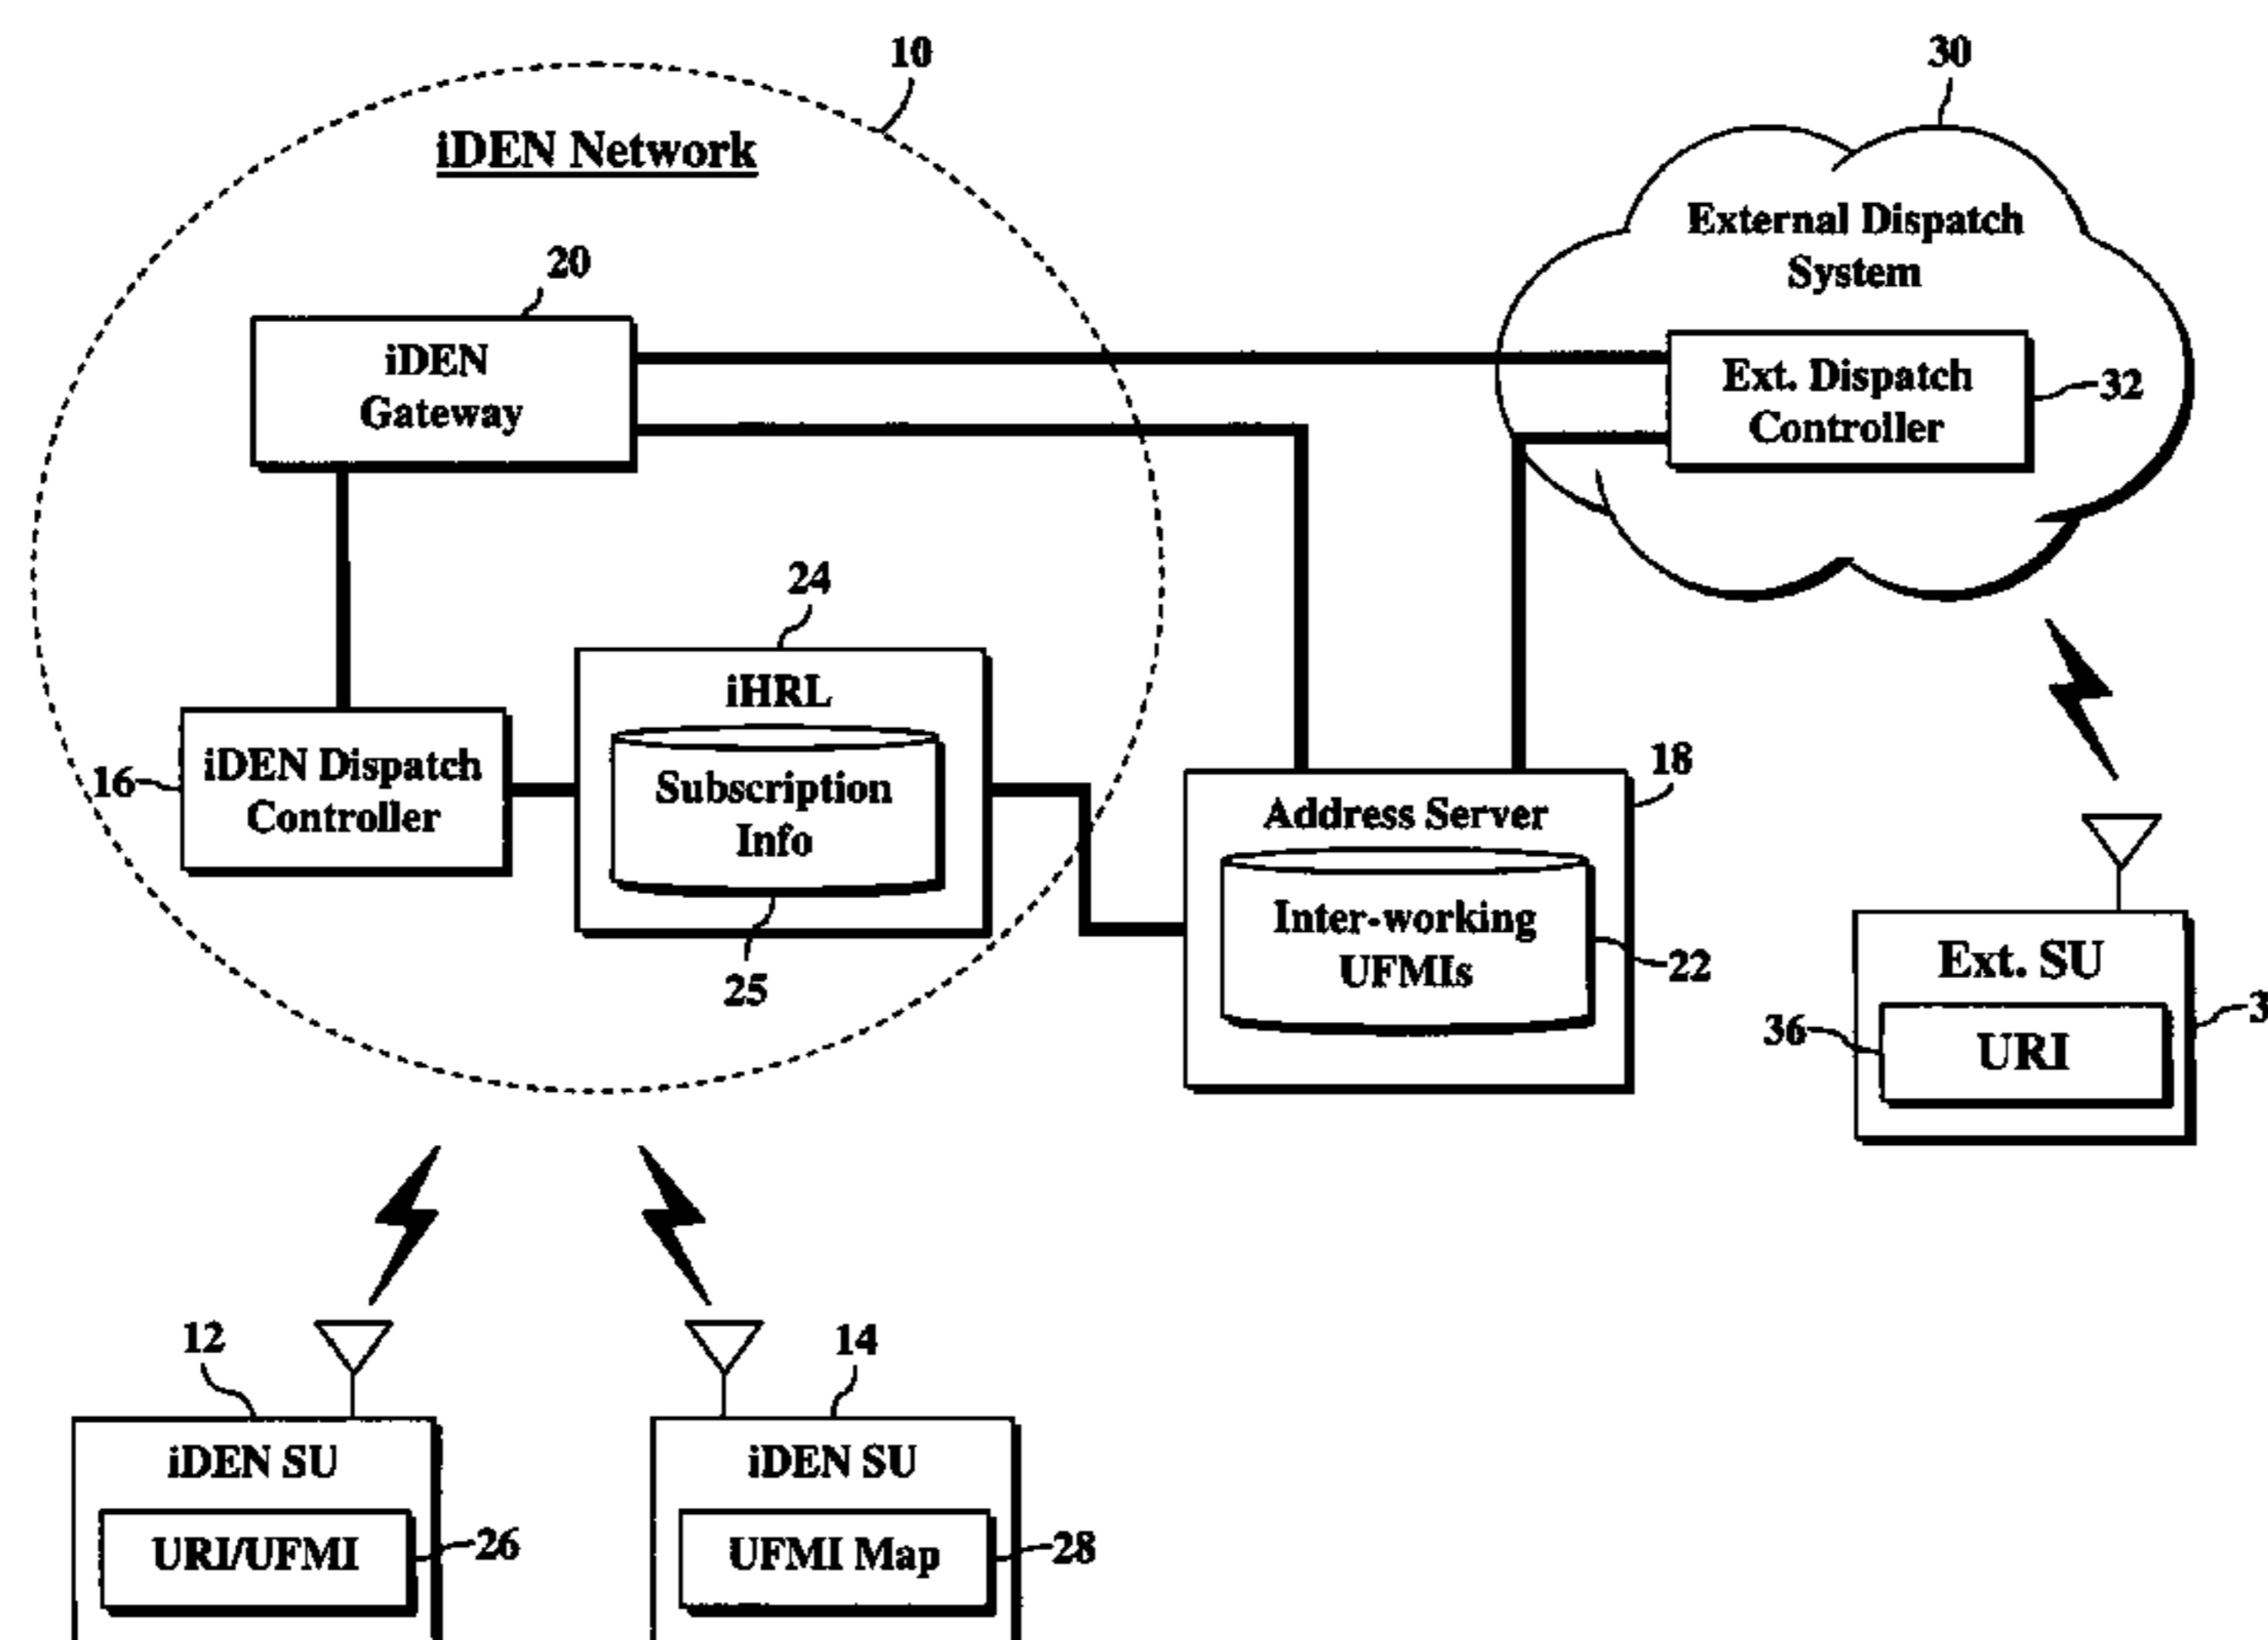 10
30
iDEN Network
External Dispatch
System
20
iDEN
Gateway
Ext. Dispatch
Controller
32
24
iHRL
Subscription
Info
25
16
iDEN Dispatch
Controller
18
Address Server
Inter-working
UFMIs
22
Ext. SU
URI
36
3
12
14
iDEN SU
URI/UFMI
26
iDEN SU
UFMI Map
28